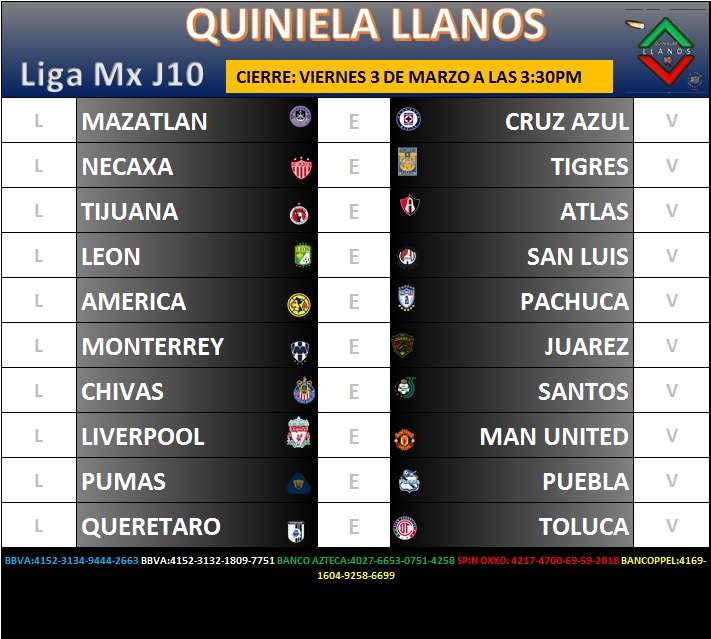 QUINIELA LLANOS
Liga Mx J10
CIERRE: VIERNES 3 DE MARZO A LAS 3:30PM
QUINIELAS
LLANOS
L MAZATLAN E CRUZ AZUL V
L NECAXA E TIGRES V
L TIJUANA E ATLAS V
L LEON E SAN LUIS V
L AMERICA E PACHUCA V
L MONTERREY E JUAREZ V
L CHIVAS E SANTOS V
L LIVERPOOL E MAN UNITED V
L PUMAS E PUEBLA V
L QUERETARO E TOLUCA V
BBVA:4152-3134-9444-2663 BBVA:4152-3132-1809-7751 BANCO AZTECA:4027-6653-0751-4258 SPIN OXXO: 4217-4700-69-59-2018 BANCOPPEL:4169-
1604-9258-6699